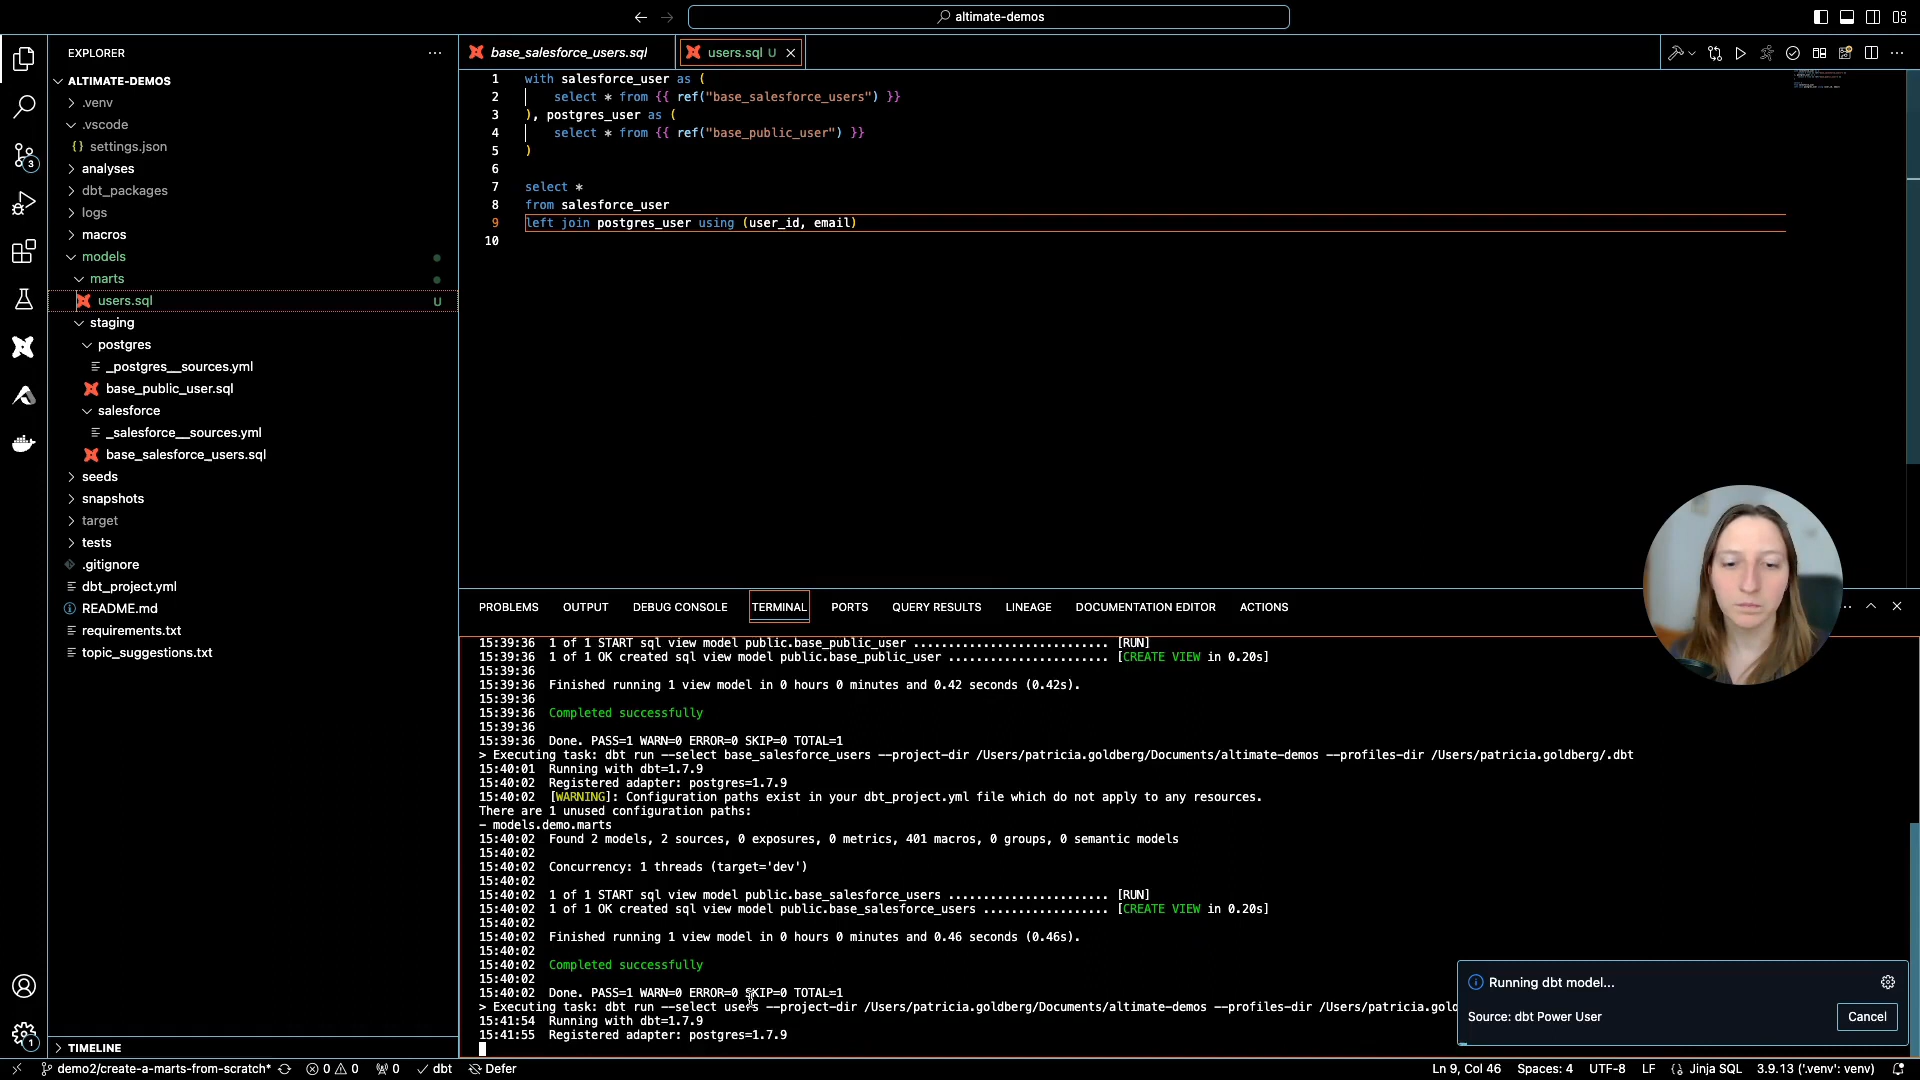 altimate-demos
EXPLORER
ALTIMATE-DEMOS
.venv
.vscode
{} settings.json
analyses
dbt_packages
logs
macros
models
marts
users.sql U
staging
postgres
_postgres__sources.yml
base_public_user.sql
salesforce
_salesforce__sources.yml
base_salesforce_users.sql
seeds
snapshots
target
tests
.gitignore
dbt_project.yml
README.md
requirements.txt
topic_suggestions.txt
TIMELINE
3
1
base_salesforce_users.sql
users.sql U
1 with salesforce_user as (
2 select * from {{ ref("base_salesforce_users") }}
3 ), postgres_user as (
4 select * from {{ ref("base_public_user") }}
5 )
6
7 select *
8 from salesforce_user
9 left join postgres_user using (user_id, email)
10
PROBLEMS OUTPUT DEBUG CONSOLE TERMINAL PORTS QUERY RESULTS LINEAGE DOCUMENTATION EDITOR ACTIONS
15:39:36 1 of 1 START sql view model public.base_public_user ............................ [RUN]
15:39:36 1 of 1 OK created sql view model public.base_public_user ....................... [CREATE VIEW in 0.20s]
15:39:36
15:39:36 Finished running 1 view model in 0 hours 0 minutes and 0.42 seconds (0.42s).
15:39:36
15:39:36 Completed successfully
15:39:36
15:39:36 Done. PASS=1 WARN=0 ERROR=0 SKIP=0 TOTAL=1
> Executing task: dbt run --select base_salesforce_users --project-dir /Users/patricia.goldberg/Documents/altimate-demos --profiles-dir /Users/patricia.goldberg/.dbt
15:40:01 Running with dbt=1.7.9
15:40:02 Registered adapter: postgres=1.7.9
15:40:02 [WARNING]: Configuration paths exist in your dbt_project.yml file which do not apply to any resources.
There are 1 unused configuration paths:
- models.demo.marts
15:40:02 Found 2 models, 2 sources, 0 exposures, 0 metrics, 401 macros, 0 groups, 0 semantic models
15:40:02
15:40:02 Concurrency: 1 threads (target='dev')
15:40:02
15:40:02 1 of 1 START sql view model public.base_salesforce_users ....................... [RUN]
15:40:02 1 of 1 OK created sql view model public.base_salesforce_users .................. [CREATE VIEW in 0.20s]
15:40:02
15:40:02 Finished running 1 view model in 0 hours 0 minutes and 0.46 seconds (0.46s).
15:40:02
15:40:02 Completed successfully
15:40:02
15:40:02 Done. PASS=1 WARN=0 ERROR=0 SKIP=0 TOTAL=1
> Executing task: dbt run --select users --project-dir /Users/patricia.goldberg/Documents/altimate-demos --profiles-dir /Users/patricia.gol
15:41:54 Running with dbt=1.7.9
15:41:55 Registered adapter: postgres=1.7.9
Running dbt model...
Source: dbt Power User
Cancel
demo2/create-a-marts-from-scratch* 0 0 0 dbt Defer
Ln 9, Col 46 Spaces: 4 UTF-8 LF {} Jinja SQL 3.9.13 ('.venv': venv)